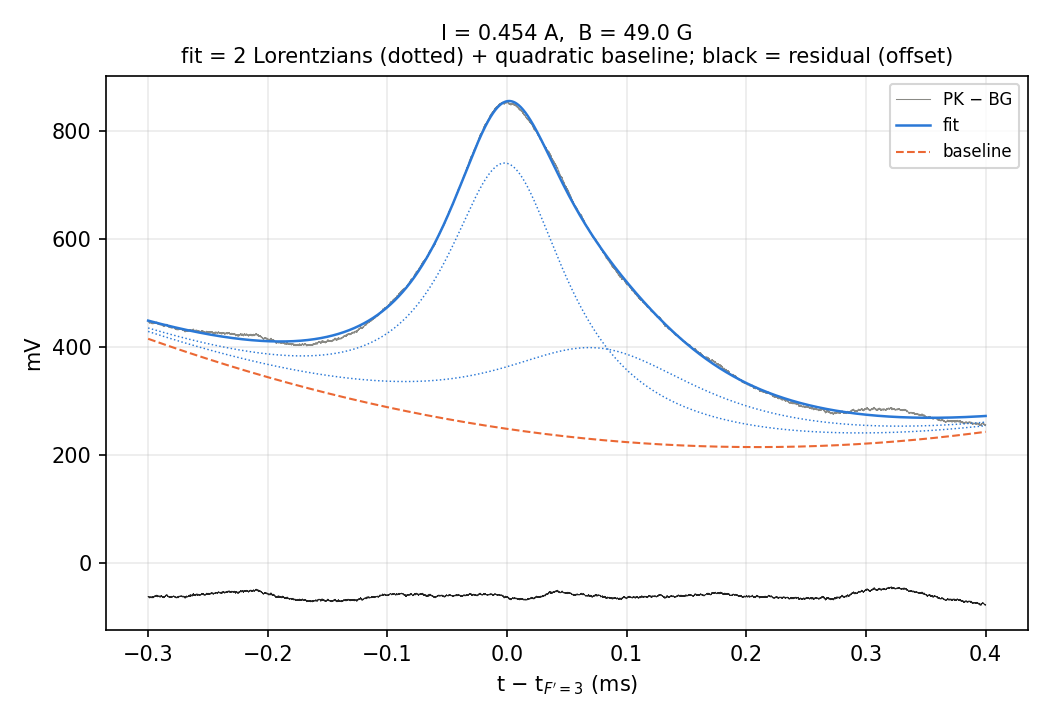 I = 0.454 A, B = 49.0 G
fit = 2 Lorentzians (dotted) + quadratic baseline; black = residual (offset)
PK − BG
fit
baseline
mV
800
600
400
200
0
−0.3 −0.2 −0.1 0.0 0.1 0.2 0.3 0.4
t − t_{F′=3} (ms)